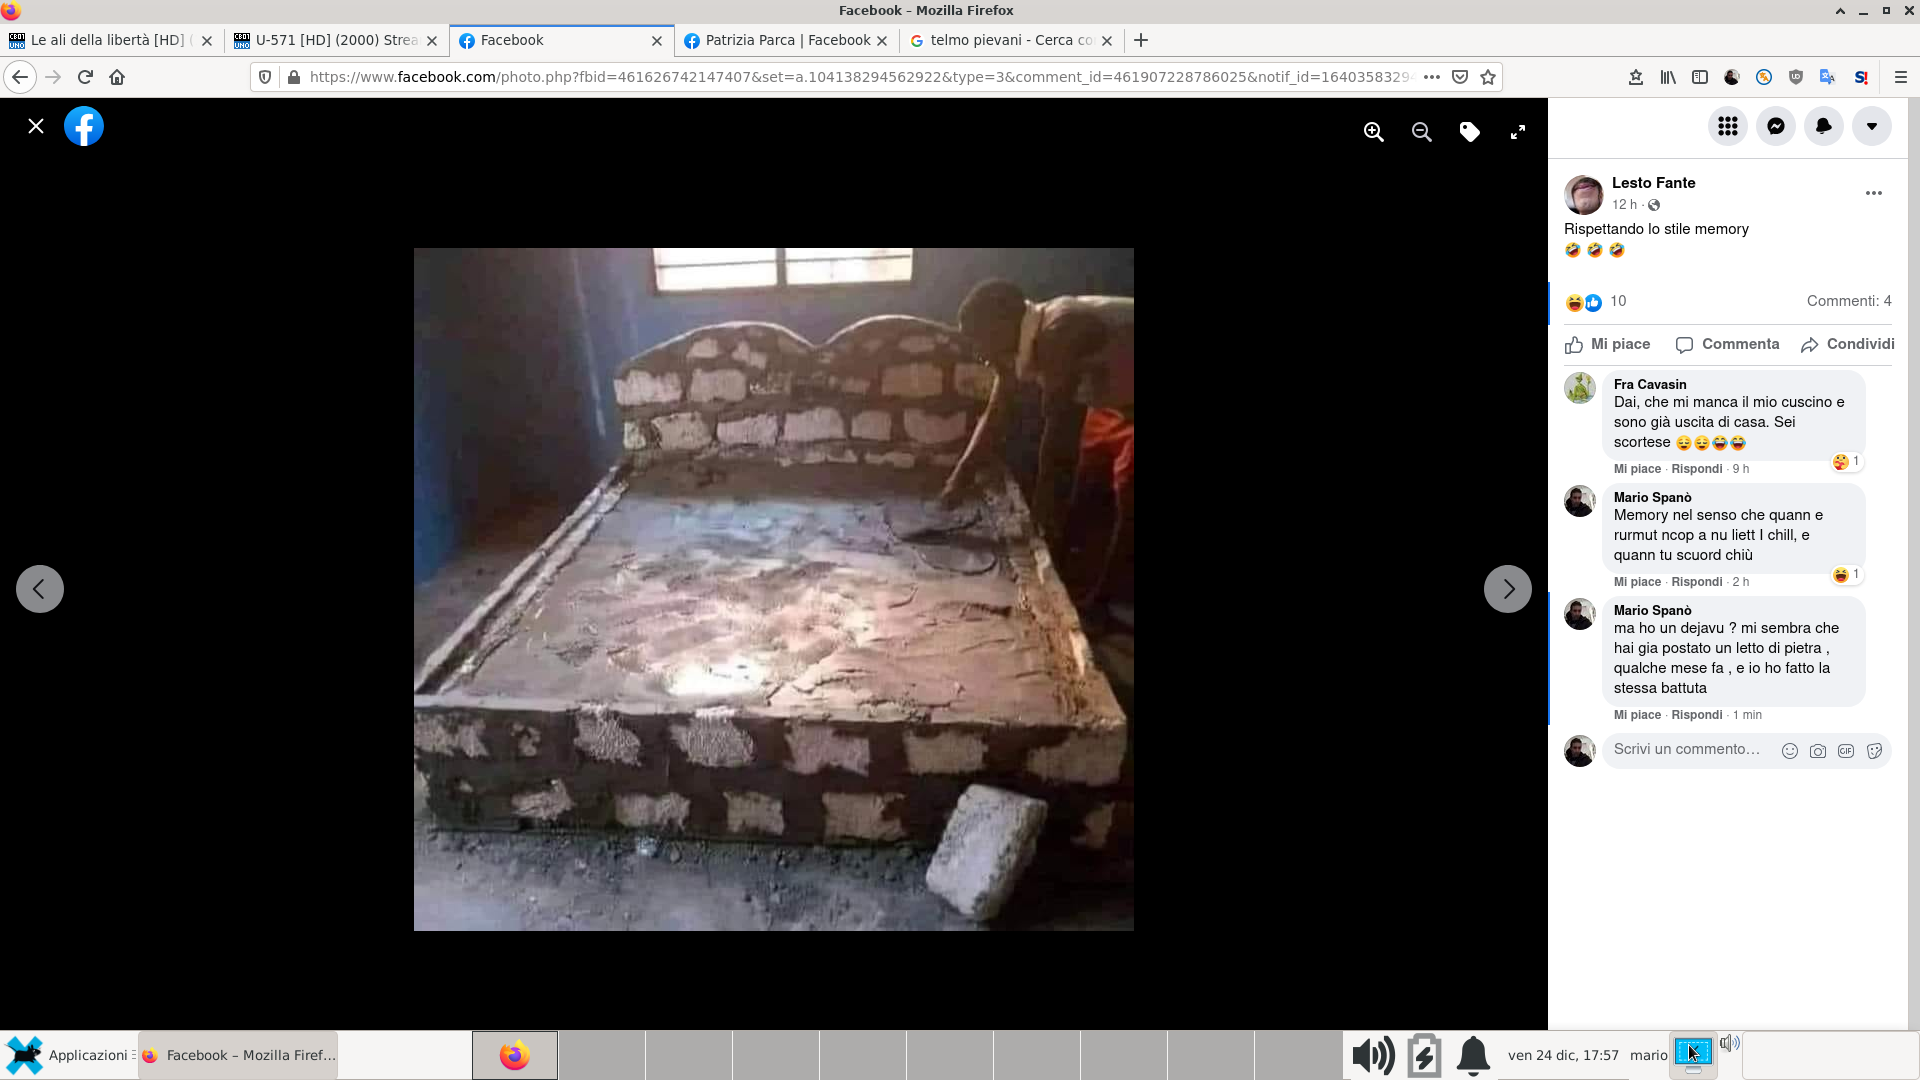 Facebook – Mozilla Firefox
Le ali della libertà [HD] (
U-571 [HD] (2000) Strea
Facebook
Patrizia Parca | Facebook
telmo pievani - Cerca co
https://www.facebook.com/photo.php?fbid=461626742147407&set=a.104138294562922&type=3&comment_id=461907228786025&notif_id=1640358329
Lesto Fante
12 h ·
Rispettando lo stile memory
10
Commenti: 4
Mi piace
Commenta
Condividi
Fra Cavasin
Dai, che mi manca il mio cuscino e
sono già uscita di casa. Sei
scortese
1
Mi piace · Rispondi · 9 h
Mario Spanò
Memory nel senso che quann e
rurmut ncop a nu liett I chill, e
quann tu scuord chiù
1
Mi piace · Rispondi · 2 h
Mario Spanò
ma ho un dejavu ? mi sembra che
hai gia postato un letto di pietra ,
qualche mese fa , e io ho fatto la
stessa battuta
Mi piace · Rispondi · 1 min
Scrivi un commento…
GIF
Applicazioni
Facebook – Mozilla Firef…
ven 24 dic, 17:57
mario